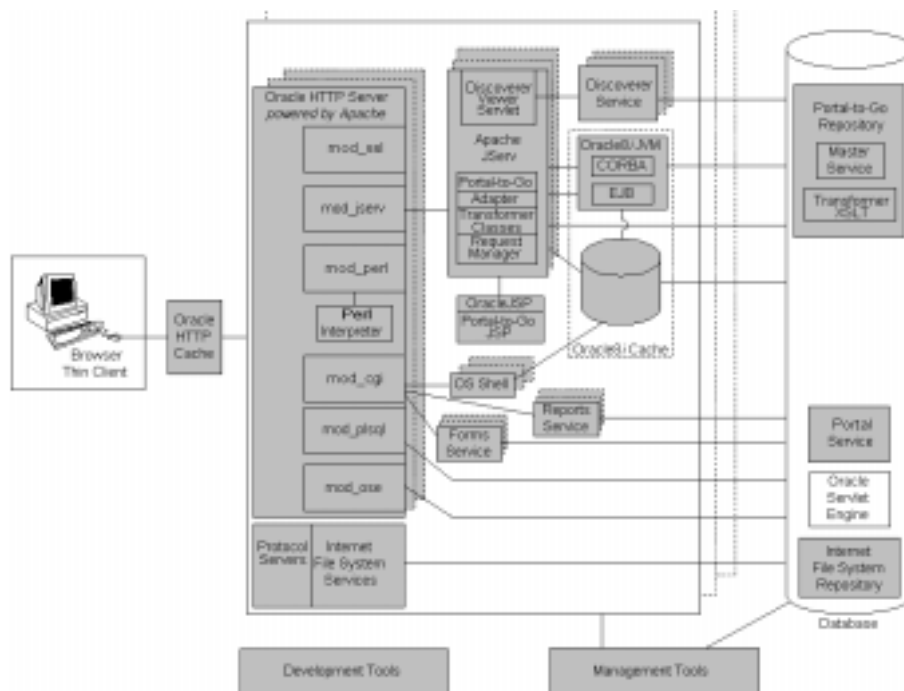 Oracle HTTP Server
powered by Apache
mod_ssl
mod_jserv
mod_perl
Perl
Interpreter
mod_cgi
mod_plsql
mod_ose
Protocol
Servers
Internet
File System
Services
Browser
Thin Client
Oracle
HTTP
Cache
Discoverer
Viewer
Servlet
Apache
JServ
Portal-to-Go
Adapter
Transformer
Classes
Request
Manager
OracleJSP
Portal-to-Go
JSP
Discoverer
Service
Oracle8i JVM
CORBA
EJB
Oracle8i Cache
OS Shell
Reports
Service
Forms
Service
Portal-to-Go
Repository
Master
Service
Transformer
XSLT
Portal
Service
Oracle
Servlet
Engine
Internet
File System
Repository
Database
Development Tools
Management Tools